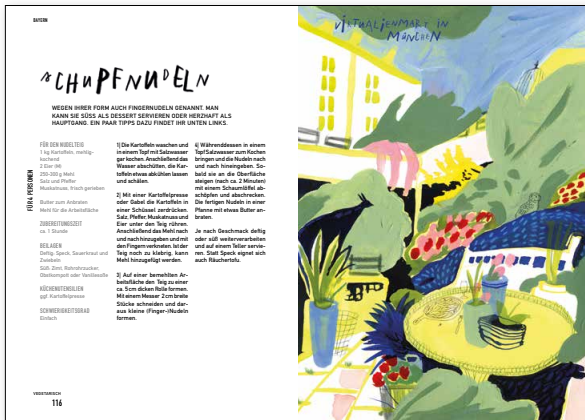 BAYERN
SCHUPFNUDELN
WEGEN IHRER FORM AUCH FINGERNUDELN GENANNT. MAN
KANN SIE SÜSS ALS DESSERT SERVIEREN ODER HERZHAFT ALS
HAUPTGANG. EIN PAAR TIPPS DAZU FINDET IHR UNTEN LINKS.
FÜR 4 PERSONEN
FÜR DEN NUDELTEIG
1 kg Kartoffeln, mehlig-
kochend
2 Eier (M)
250-300 g Mehl
Salz und Pfeffer
Muskatnuss, frisch gerieben
Butter zum Anbraten
Mehl für die Arbeitsfläche
ZUBEREITUNGSZEIT
ca. 1 Stunde
BEILAGEN
Deftig: Speck, Sauerkraut und
Zwiebeln
Süß: Zimt, Rohrohrzucker,
Obstkompott oder Vanillesoße
KÜCHENUTENSILIEN
ggf. Kartoffelpresse
SCHWIERIGKEITSGRAD
Einfach
1) Die Kartoffeln waschen und
in einem Topf mit Salzwasser
gar kochen. Anschließend das
Wasser abschütten, die Kar-
toffeln etwas abkühlen lassen
und schälen.
2) Mit einer Kartoffelpresse
oder Gabel die Kartoffeln in
einer Schüssel zerdrücken.
Salz, Pfeffer, Muskatnuss und
Eier unter den Teig rühren.
Anschließend das Mehl nach
und nach hinzugeben und mit
den Fingern verkneten. Ist der
Teig noch zu klebrig, kann
Mehl hinzugefügt werden.
3) Auf einer bemehlten Ar-
beitsfläche den Teig zu einer
ca. 5 cm dicken Rolle formen.
Mit einem Messer 2 cm breite
Stücke schneiden und dar-
aus kleine (Finger-)Nudeln
formen.
4) Währenddessen in einem
Topf Salzwasser zum Kochen
bringen und die Nudeln nach
und nach hineingeben. So-
bald sie an die Oberfläche
steigen (nach ca. 2 Minuten)
mit einem Schaumlöffel ab-
schöpfen und abschrecken.
Die fertigen Nudeln in einer
Pfanne mit etwas Butter an-
braten.
Je nach Geschmack deftig
oder süß weiterverarbeiten
und auf einem Teller servie-
ren. Statt Speck eignet sich
auch Räuchertofu.
VEGETARISCH
116
VIKTUALIENMARKT IN
MÜNCHEN